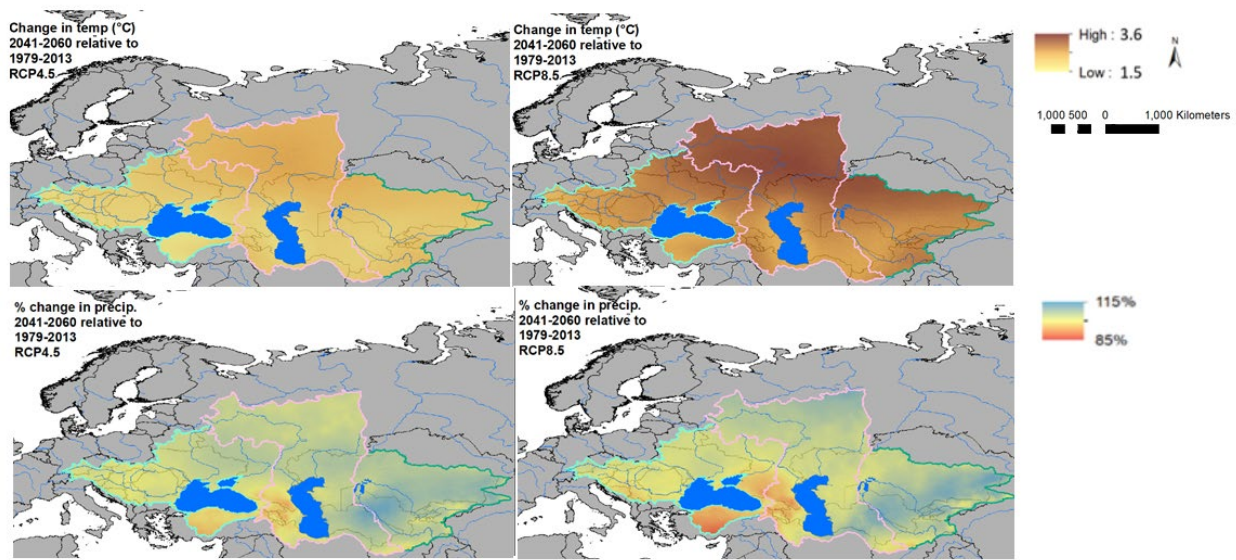 Change in temp (°C)
2041-2060 relative to
1979-2013
RCP4.5
Change in temp (°C)
2041-2060 relative to
1979-2013
RCP8.5
High : 3.6
Low : 1.5
N
1,000 500 0 1,000 Kilometers
% change in precip.
2041-2060 relative to
1979-2013
RCP4.5
% change in precip.
2041-2060 relative to
1979-2013
RCP8.5
115%
85%